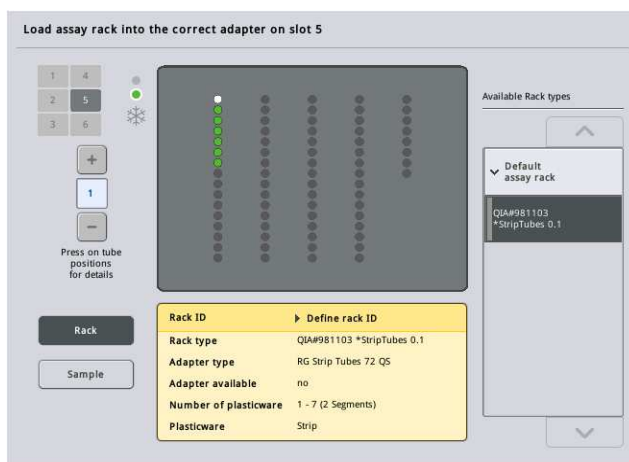 Load assay rack into the correct adapter on slot 5
1 4
2 5
3 6
+
1
−
Press on tube
positions
for details
Rack
Sample
Rack ID Define rack ID
Rack type QIA#981103 *StripTubes 0.1
Adapter type RG Strip Tubes 72 QS
Adapter available no
Number of plasticware 1 - 7 (2 Segments)
Plasticware Strip
Available Rack types
Default
assay rack
QIA#981103
*StripTubes 0.1